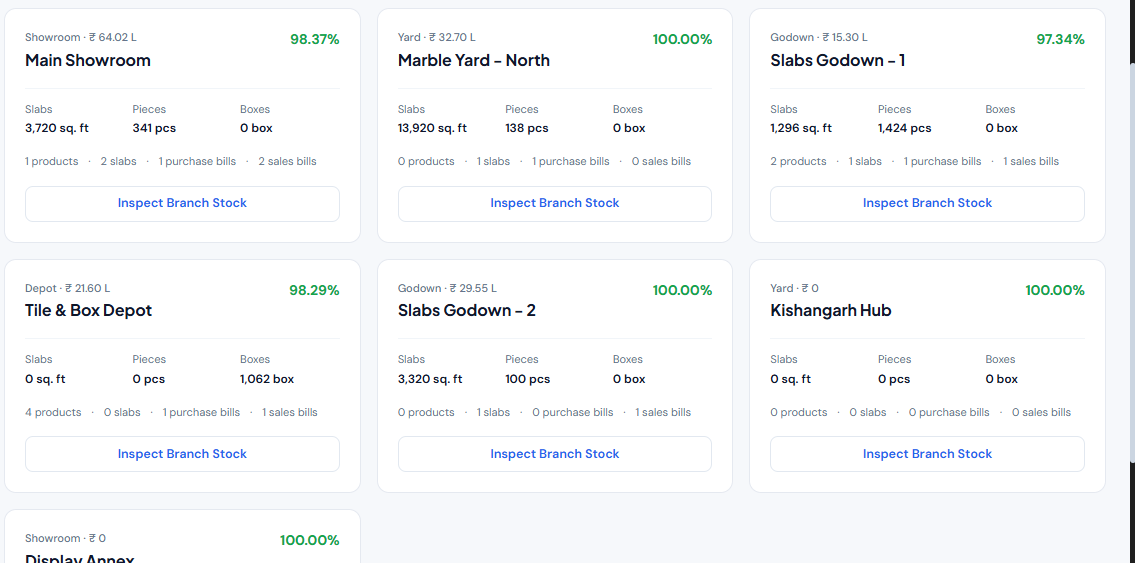 Showroom · ₹ 64.02 L 98.37%
Main Showroom
Slabs Pieces Boxes
3,720 sq. ft 341 pcs 0 box
1 products · 2 slabs · 1 purchase bills · 2 sales bills
Inspect Branch Stock
Yard · ₹ 32.70 L 100.00%
Marble Yard - North
Slabs Pieces Boxes
13,920 sq. ft 138 pcs 0 box
0 products · 1 slabs · 1 purchase bills · 0 sales bills
Inspect Branch Stock
Godown · ₹ 15.30 L 97.34%
Slabs Godown - 1
Slabs Pieces Boxes
1,296 sq. ft 1,424 pcs 0 box
2 products · 1 slabs · 1 purchase bills · 1 sales bills
Inspect Branch Stock
Depot · ₹ 21.60 L 98.29%
Tile & Box Depot
Slabs Pieces Boxes
0 sq. ft 0 pcs 1,062 box
4 products · 0 slabs · 1 purchase bills · 1 sales bills
Inspect Branch Stock
Godown · ₹ 29.55 L 100.00%
Slabs Godown - 2
Slabs Pieces Boxes
3,320 sq. ft 100 pcs 0 box
0 products · 1 slabs · 0 purchase bills · 1 sales bills
Inspect Branch Stock
Yard · ₹ 0 100.00%
Kishangarh Hub
Slabs Pieces Boxes
0 sq. ft 0 pcs 0 box
0 products · 0 slabs · 0 purchase bills · 0 sales bills
Inspect Branch Stock
Showroom · ₹ 0 100.00%
Display Annex